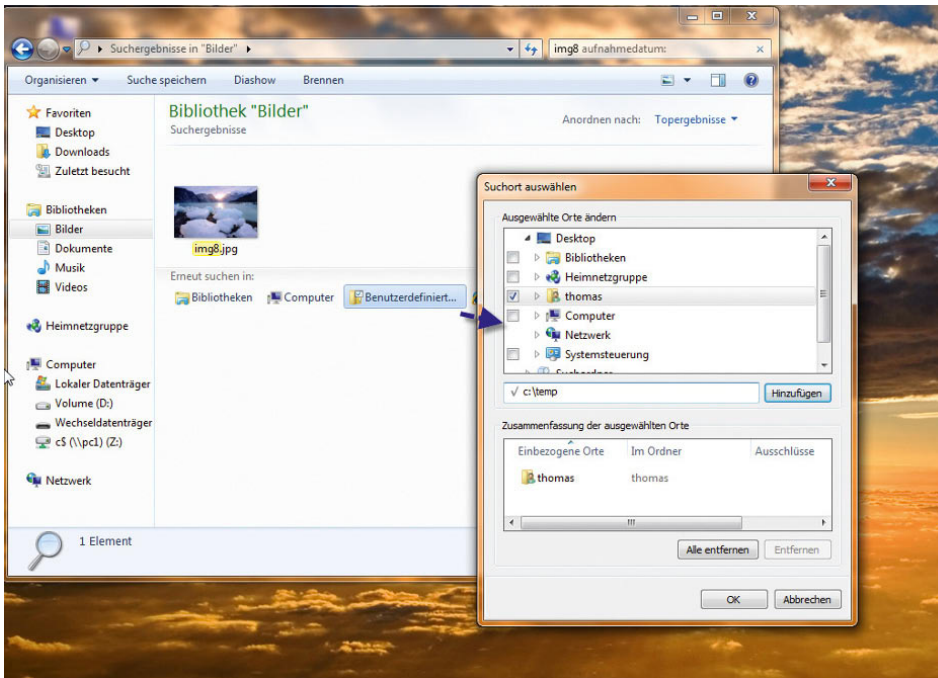 Suchergebnisse in "Bilder"
img8 aufnahmedatum:
Organisieren
Suche speichern
Diashow
Brennen
Favoriten
Desktop
Downloads
Zuletzt besucht
Bibliotheken
Bilder
Dokumente
Musik
Videos
Heimnetzgruppe
Computer
Lokaler Datenträger
Volume (D:)
Wechseldatenträger
c$ (\\pc1) (Z:)
Netzwerk
Bibliothek "Bilder"
Suchergebnisse
Anordnen nach: Topergebnisse
img8.jpg
Erneut suchen in:
Bibliotheken
Computer
Benutzerdefiniert...
1 Element
Suchort auswählen
Ausgewählte Orte ändern
Desktop
Bibliotheken
Heimnetzgruppe
thomas
Computer
Netzwerk
Systemsteuerung
Suchordner
c:\temp
Hinzufügen
Zusammenfassung der ausgewählten Orte
Einbezogene Orte
Im Ordner
Ausschlüsse
thomas
thomas
Alle entfernen
Entfernen
OK
Abbrechen